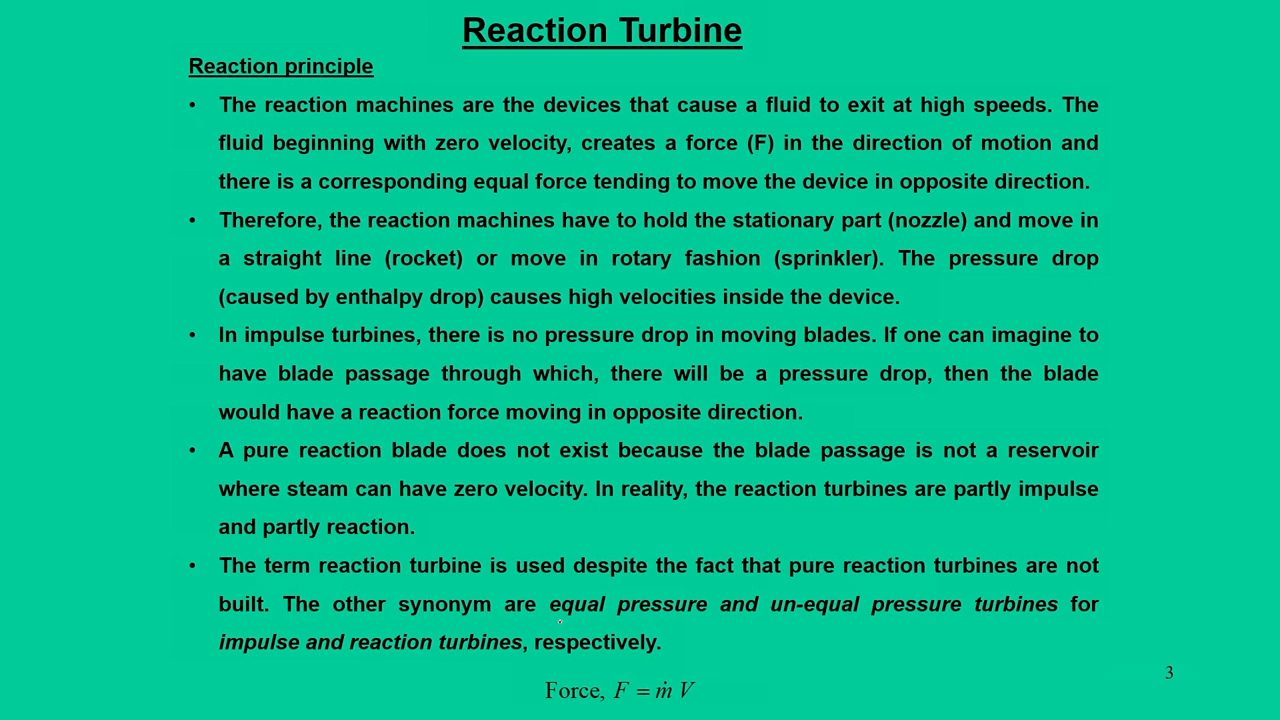 Reaction Turbine
Reaction principle
• The reaction machines are the devices that cause a fluid to exit at high speeds. The
fluid beginning with zero velocity, creates a force (F) in the direction of motion and
there is a corresponding equal force tending to move the device in opposite direction.
• Therefore, the reaction machines have to hold the stationary part (nozzle) and move in
a straight line (rocket) or move in rotary fashion (sprinkler). The pressure drop
(caused by enthalpy drop) causes high velocities inside the device.
• In impulse turbines, there is no pressure drop in moving blades. If one can imagine to
have blade passage through which, there will be a pressure drop, then the blade
would have a reaction force moving in opposite direction.
• A pure reaction blade does not exist because the blade passage is not a reservoir
where steam can have zero velocity. In reality, the reaction turbines are partly impulse
and partly reaction.
• The term reaction turbine is used despite the fact that pure reaction turbines are not
built. The other synonym are equal pressure and un-equal pressure turbines for
impulse and reaction turbines, respectively.
3
Force, F = ṁ V